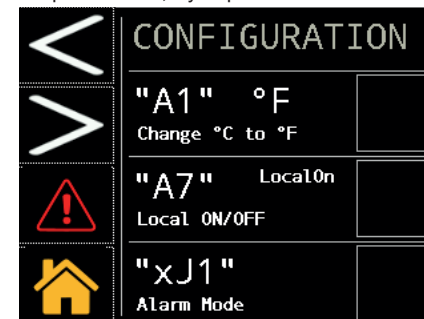 CONFIGURATION
"A1" °F
Change °C to °F
"A7" LocalOn
Local ON/OFF
"xJ1"
Alarm Mode